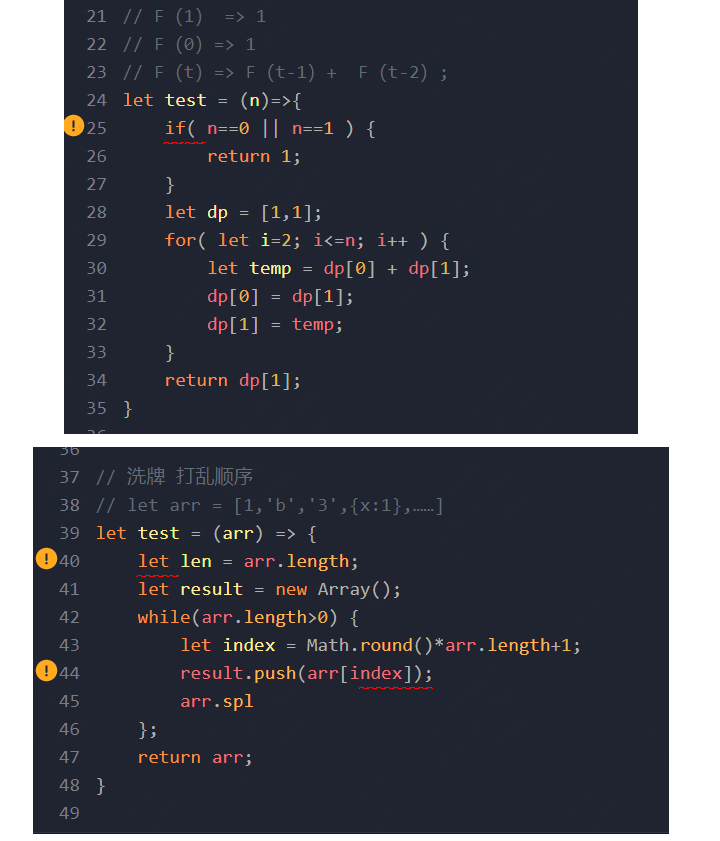 21 // F (1)  => 1
22 // F (0) => 1
23 // F (t) => F (t-1) +  F (t-2) ;
24 let test = (n)=>{
! 25     if( n==0 || n==1 ) {
26         return 1;
27     }
28     let dp = [1,1];
29     for( let i=2; i<=n; i++ ) {
30         let temp = dp[0] + dp[1];
31         dp[0] = dp[1];
32         dp[1] = temp;
33     }
34     return dp[1];
35 }
36
37 // 洗牌 打乱顺序
38 // let arr = [1,'b','3',{x:1},……]
39 let test = (arr) => {
! 40     let len = arr.length;
41     let result = new Array();
42     while(arr.length>0) {
43         let index = Math.round()*arr.length+1;
! 44         result.push(arr[index]);
45         arr.spl
46     };
47     return arr;
48 }
49